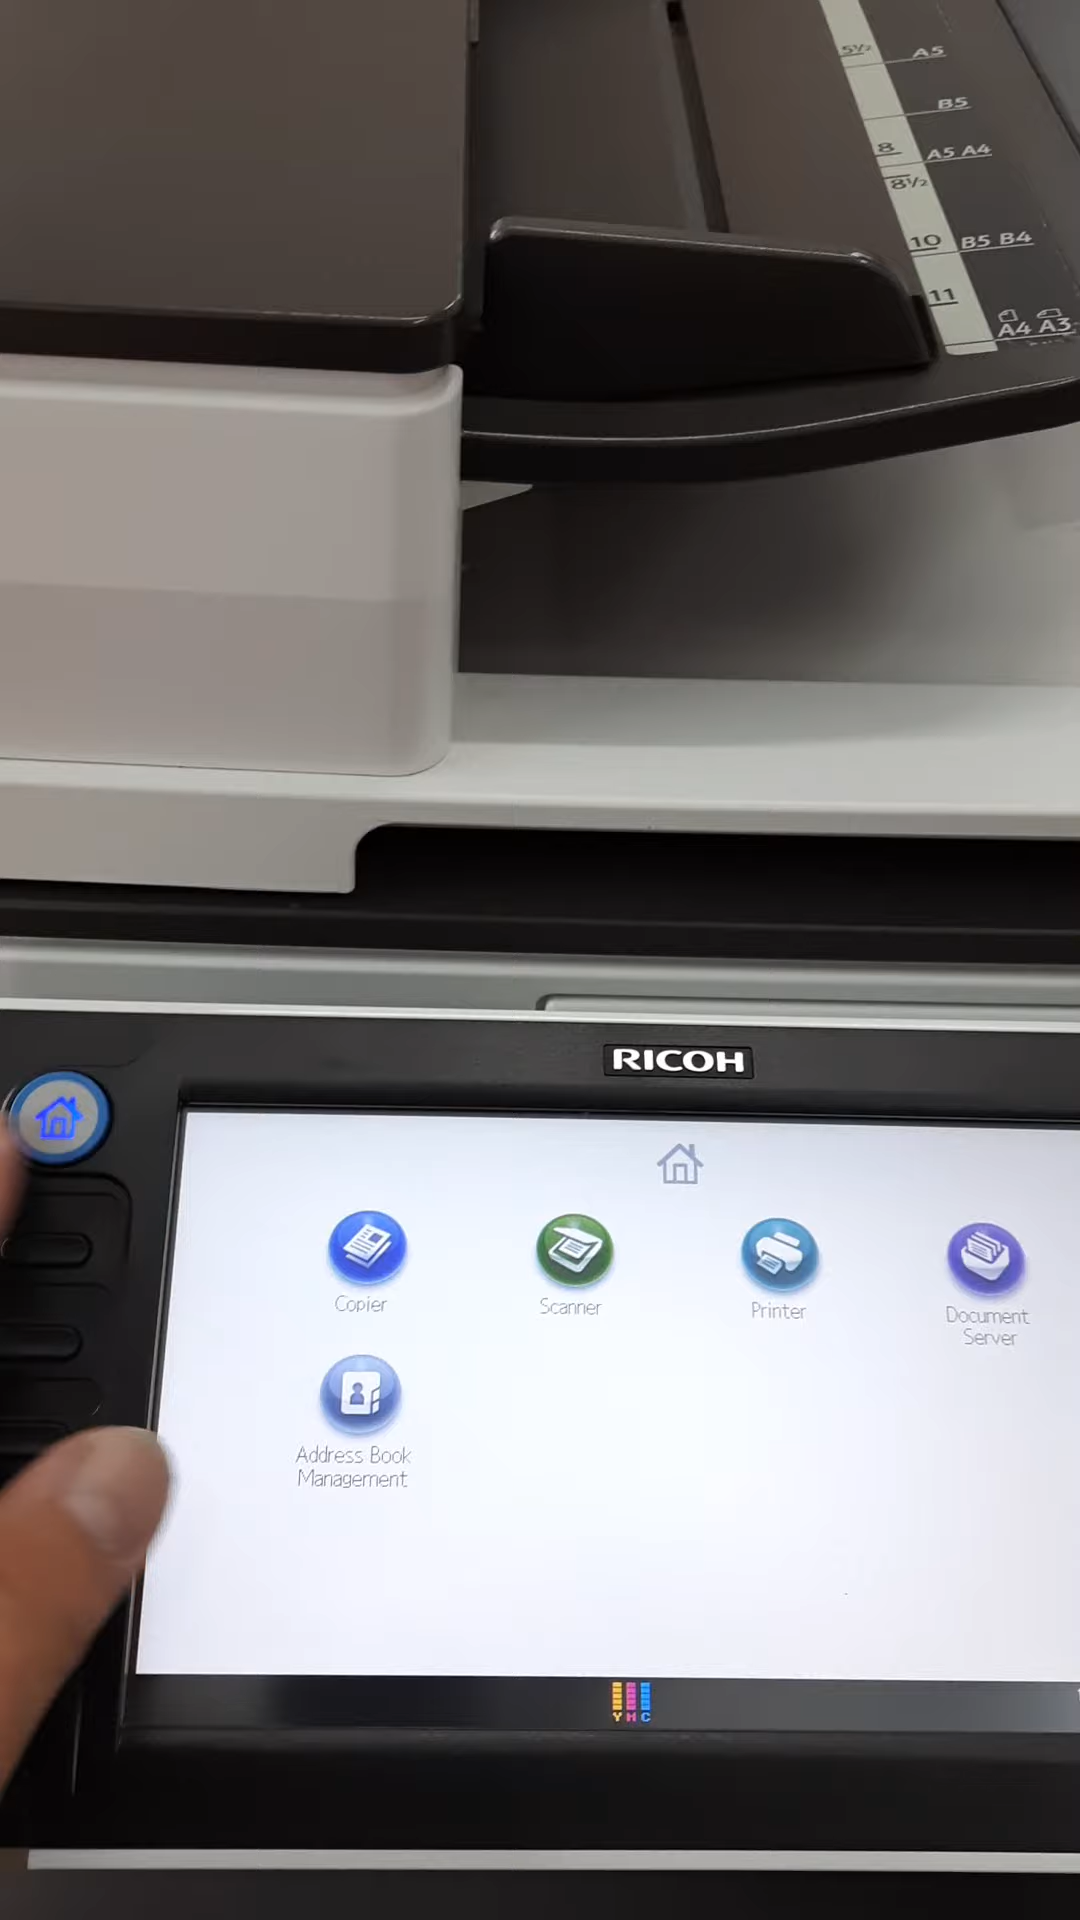 5½ A5
B5
8 A5 A4
8½
10 B5 B4
11
A4 A3
RICOH
Copier
Scanner
Printer
Document
Server
Address Book
Management
Y M C